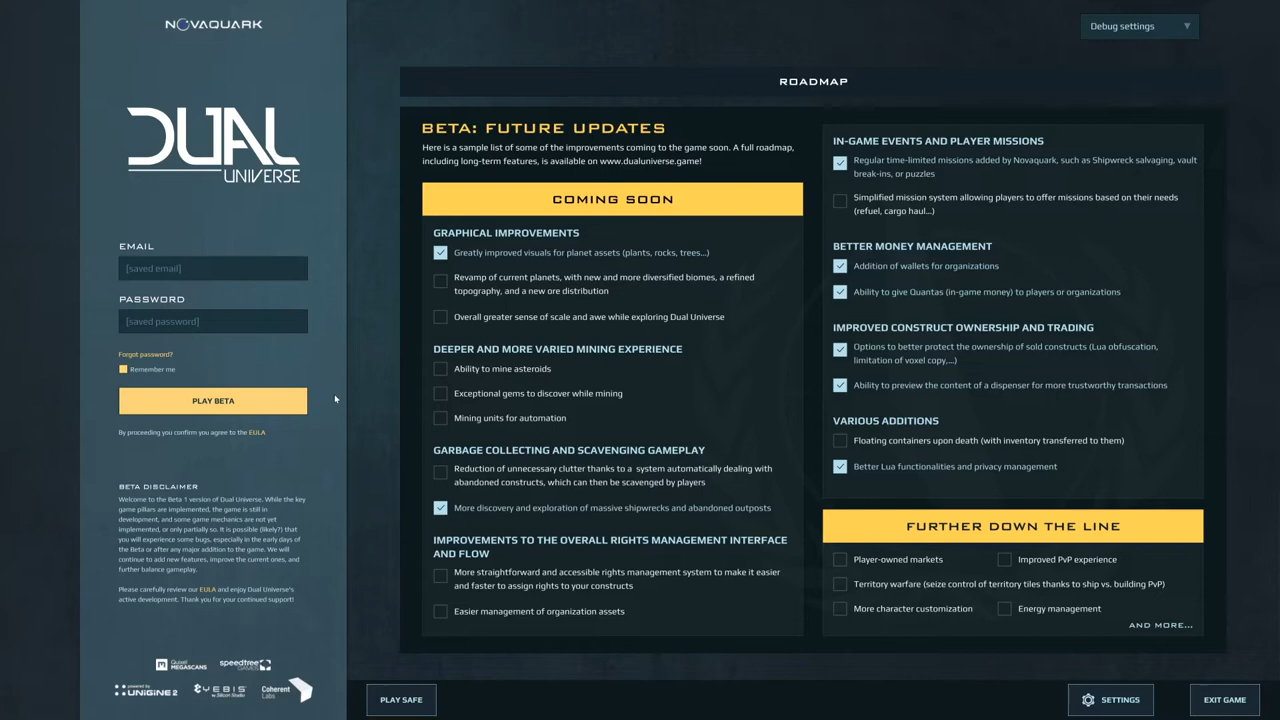 NOVAQUARK
DUAL
UNIVERSE
EMAIL
[saved email]
PASSWORD
[saved password]
Forgot password?
Remember me
PLAY BETA
By proceeding you confirm you agree to the EULA
BETA DISCLAIMER
Welcome to the Beta 1 version of Dual Universe. While the key
game pillars are implemented, the game is still in
development, and some game mechanics are not yet
implemented, or only partially so. It is possible (likely?) that
you will experience some bugs, especially in the early days of
the Beta or after any major addition to the game. We will
continue to add new features, improve the current ones, and
further balance gameplay.
Please carefully review our EULA and enjoy Dual Universe's
active development. Thank you for your continued support!
Quixel
MEGASCANS
speedtree
GAMES
powered by
UNIGINE 2
YEBIS
by Silicon Studio
Coherent
Labs
Debug settings
ROADMAP
BETA: FUTURE UPDATES
Here is a sample list of some of the improvements coming to the game soon. A full roadmap,
including long-term features, is available on www.dualuniverse.game!
COMING SOON
GRAPHICAL IMPROVEMENTS
Greatly improved visuals for planet assets (plants, rocks, trees...)
Revamp of current planets, with new and more diversified biomes, a refined
topography, and a new ore distribution
Overall greater sense of scale and awe while exploring Dual Universe
DEEPER AND MORE VARIED MINING EXPERIENCE
Ability to mine asteroids
Exceptional gems to discover while mining
Mining units for automation
GARBAGE COLLECTING AND SCAVENGING GAMEPLAY
Reduction of unnecessary clutter thanks to a system automatically dealing with
abandoned constructs, which can then be scavenged by players
More discovery and exploration of massive shipwrecks and abandoned outposts
IMPROVEMENTS TO THE OVERALL RIGHTS MANAGEMENT INTERFACE
AND FLOW
More straightforward and accessible rights management system to make it easier
and faster to assign rights to your constructs
Easier management of organization assets
IN-GAME EVENTS AND PLAYER MISSIONS
Regular time-limited missions added by Novaquark, such as Shipwreck salvaging, vault
break-ins, or puzzles
Simplified mission system allowing players to offer missions based on their needs
(refuel, cargo haul...)
BETTER MONEY MANAGEMENT
Addition of wallets for organizations
Ability to give Quantas (in-game money) to players or organizations
IMPROVED CONSTRUCT OWNERSHIP AND TRADING
Options to better protect the ownership of sold constructs (Lua obfuscation,
limitation of voxel copy,...)
Ability to preview the content of a dispenser for more trustworthy transactions
VARIOUS ADDITIONS
Floating containers upon death (with inventory transferred to them)
Better Lua functionalities and privacy management
FURTHER DOWN THE LINE
Player-owned markets
Improved PvP experience
Territory warfare (seize control of territory tiles thanks to ship vs. building PvP)
More character customization
Energy management
AND MORE...
PLAY SAFE
SETTINGS
EXIT GAME